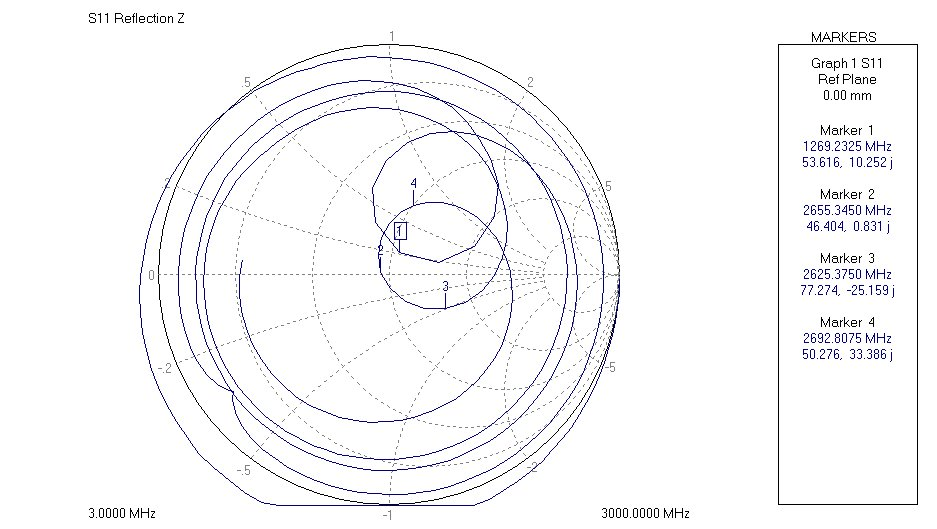 S11 Reflection Z
MARKERS
Graph 1 S11
Ref Plane
0.00 mm
Marker 1
1269.2325 MHz
53.616, 10.252 j
Marker 2
2655.3450 MHz
46.404, 0.831 j
Marker 3
2625.3750 MHz
77.274, -25.159 j
Marker 4
2692.8075 MHz
50.276, 33.386 j
1
.5
2
.2
5
4
1
2
0
3
-.2
-5
-.5
-2
-1
3.0000 MHz
3000.0000 MHz